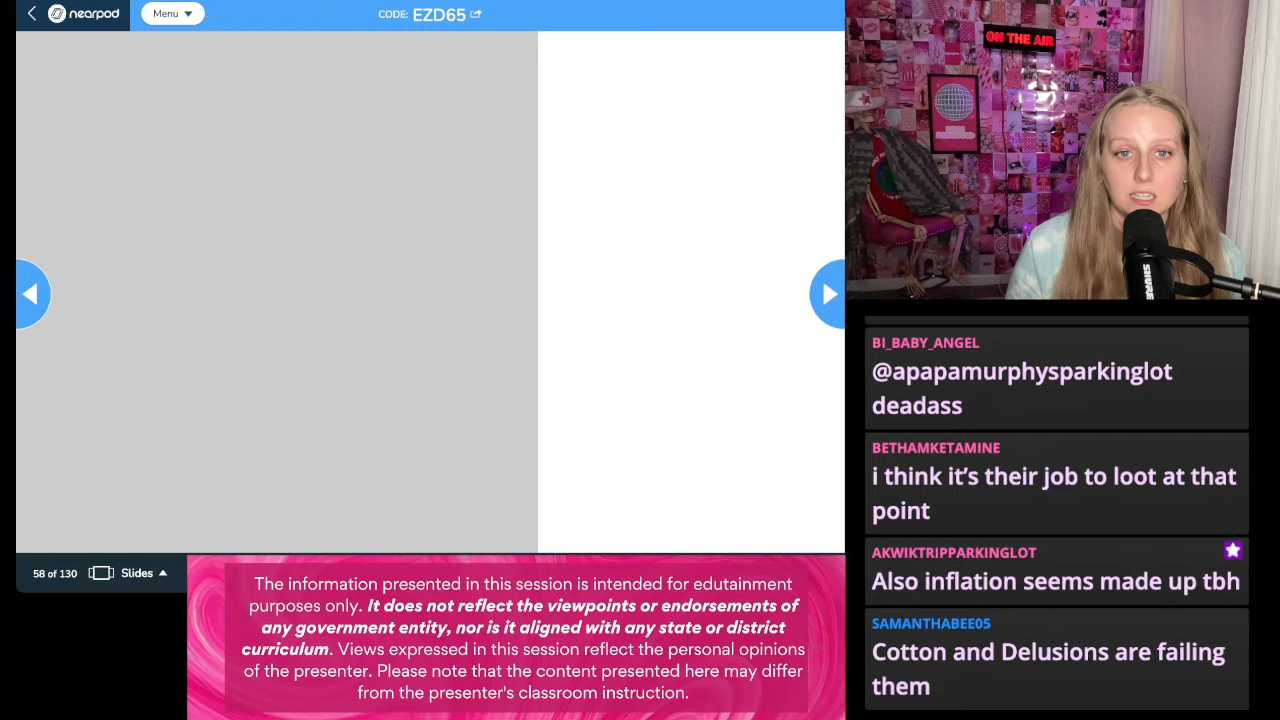 nearpod
Menu
CODE: EZD65
ON THE AIR
58 of 130
Slides
The information presented in this session is intended for edutainment
purposes only. It does not reflect the viewpoints or endorsements of
any government entity, nor is it aligned with any state or district
curriculum. Views expressed in this session reflect the personal opinions
of the presenter. Please note that the content presented here may differ
from the presenter's classroom instruction.
SHURE
BI_BABY_ANGEL
@apapamurphysparkinglot
deadass
BETHAMKETAMINE
i think it’s their job to loot at that
point
AKWIKTRIPPARKINGLOT
Also inflation seems made up tbh
SAMANTHABEE05
Cotton and Delusions are failing
them